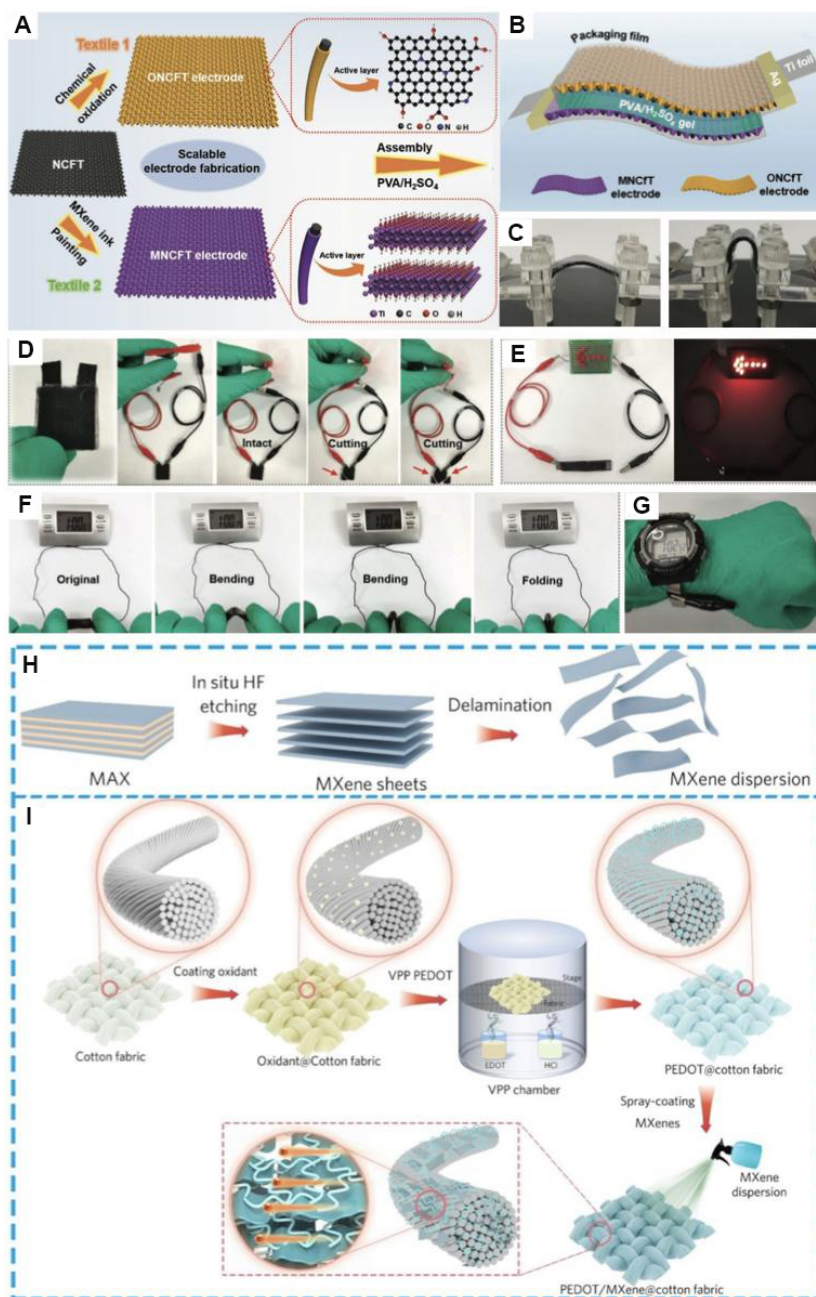 A
Textile 1
Chemical
oxidation
ONCFT electrode
Active layer
C O N H
NCFT
Scalable
electrode fabrication
Assembly
PVA/H2SO4
MXene ink
Painting
MNCFT electrode
Textile 2
Active layer
Ti C O H
B
Packaging film
Ag
Ti foil
PVA/H2SOx gel
MNCfT
electrode
ONCfT
electrode
C
D
Intact
Cutting
Cutting
E
F
Original
Bending
Bending
Folding
G
H
In situ HF
etching
Delamination
MAX
MXene sheets
MXene dispersion
I
Coating oxidant
VPP PEDOT
Stage
Fabric
EDOT
HCl
Cotton fabric
Oxidant@Cotton fabric
VPP chamber
PEDOT@cotton fabric
Spray-coating
MXenes
MXene
dispersion
PEDOT/MXene@cotton fabric